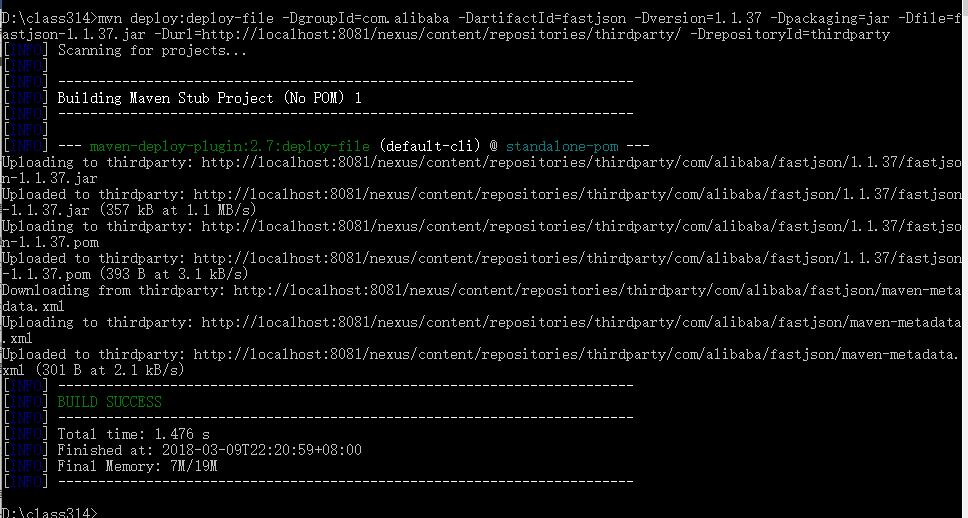 D:\class314>mvn deploy:deploy-file -DgroupId=com.alibaba -DartifactId=fastjson -Dversion=1.1.37 -Dpackaging=jar -Dfile=f
astjson-1.1.37.jar -Durl=http://localhost:8081/nexus/content/repositories/thirdparty/ -DrepositoryId=thirdparty
[INFO] Scanning for projects...
[INFO]
[INFO] ------------------------------------------------------------------------
[INFO] Building Maven Stub Project (No POM) 1
[INFO] ------------------------------------------------------------------------
[INFO]
[INFO] --- maven-deploy-plugin:2.7:deploy-file (default-cli) @ standalone-pom ---
Uploading to thirdparty: http://localhost:8081/nexus/content/repositories/thirdparty/com/alibaba/fastjson/1.1.37/fastjso
n-1.1.37.jar
Uploaded to thirdparty: http://localhost:8081/nexus/content/repositories/thirdparty/com/alibaba/fastjson/1.1.37/fastjson
-1.1.37.jar (357 kB at 1.1 MB/s)
Uploading to thirdparty: http://localhost:8081/nexus/content/repositories/thirdparty/com/alibaba/fastjson/1.1.37/fastjso
n-1.1.37.pom
Uploaded to thirdparty: http://localhost:8081/nexus/content/repositories/thirdparty/com/alibaba/fastjson/1.1.37/fastjson
-1.1.37.pom (393 B at 3.1 kB/s)
Downloading from thirdparty: http://localhost:8081/nexus/content/repositories/thirdparty/com/alibaba/fastjson/maven-meta
data.xml
Uploading to thirdparty: http://localhost:8081/nexus/content/repositories/thirdparty/com/alibaba/fastjson/maven-metadata
.xml
Uploaded to thirdparty: http://localhost:8081/nexus/content/repositories/thirdparty/com/alibaba/fastjson/maven-metadata.
xml (301 B at 2.1 kB/s)
[INFO] ------------------------------------------------------------------------
[INFO] BUILD SUCCESS
[INFO] ------------------------------------------------------------------------
[INFO] Total time: 1.476 s
[INFO] Finished at: 2018-03-09T22:20:59+08:00
[INFO] Final Memory: 7M/19M
[INFO] ------------------------------------------------------------------------
D:\class314>